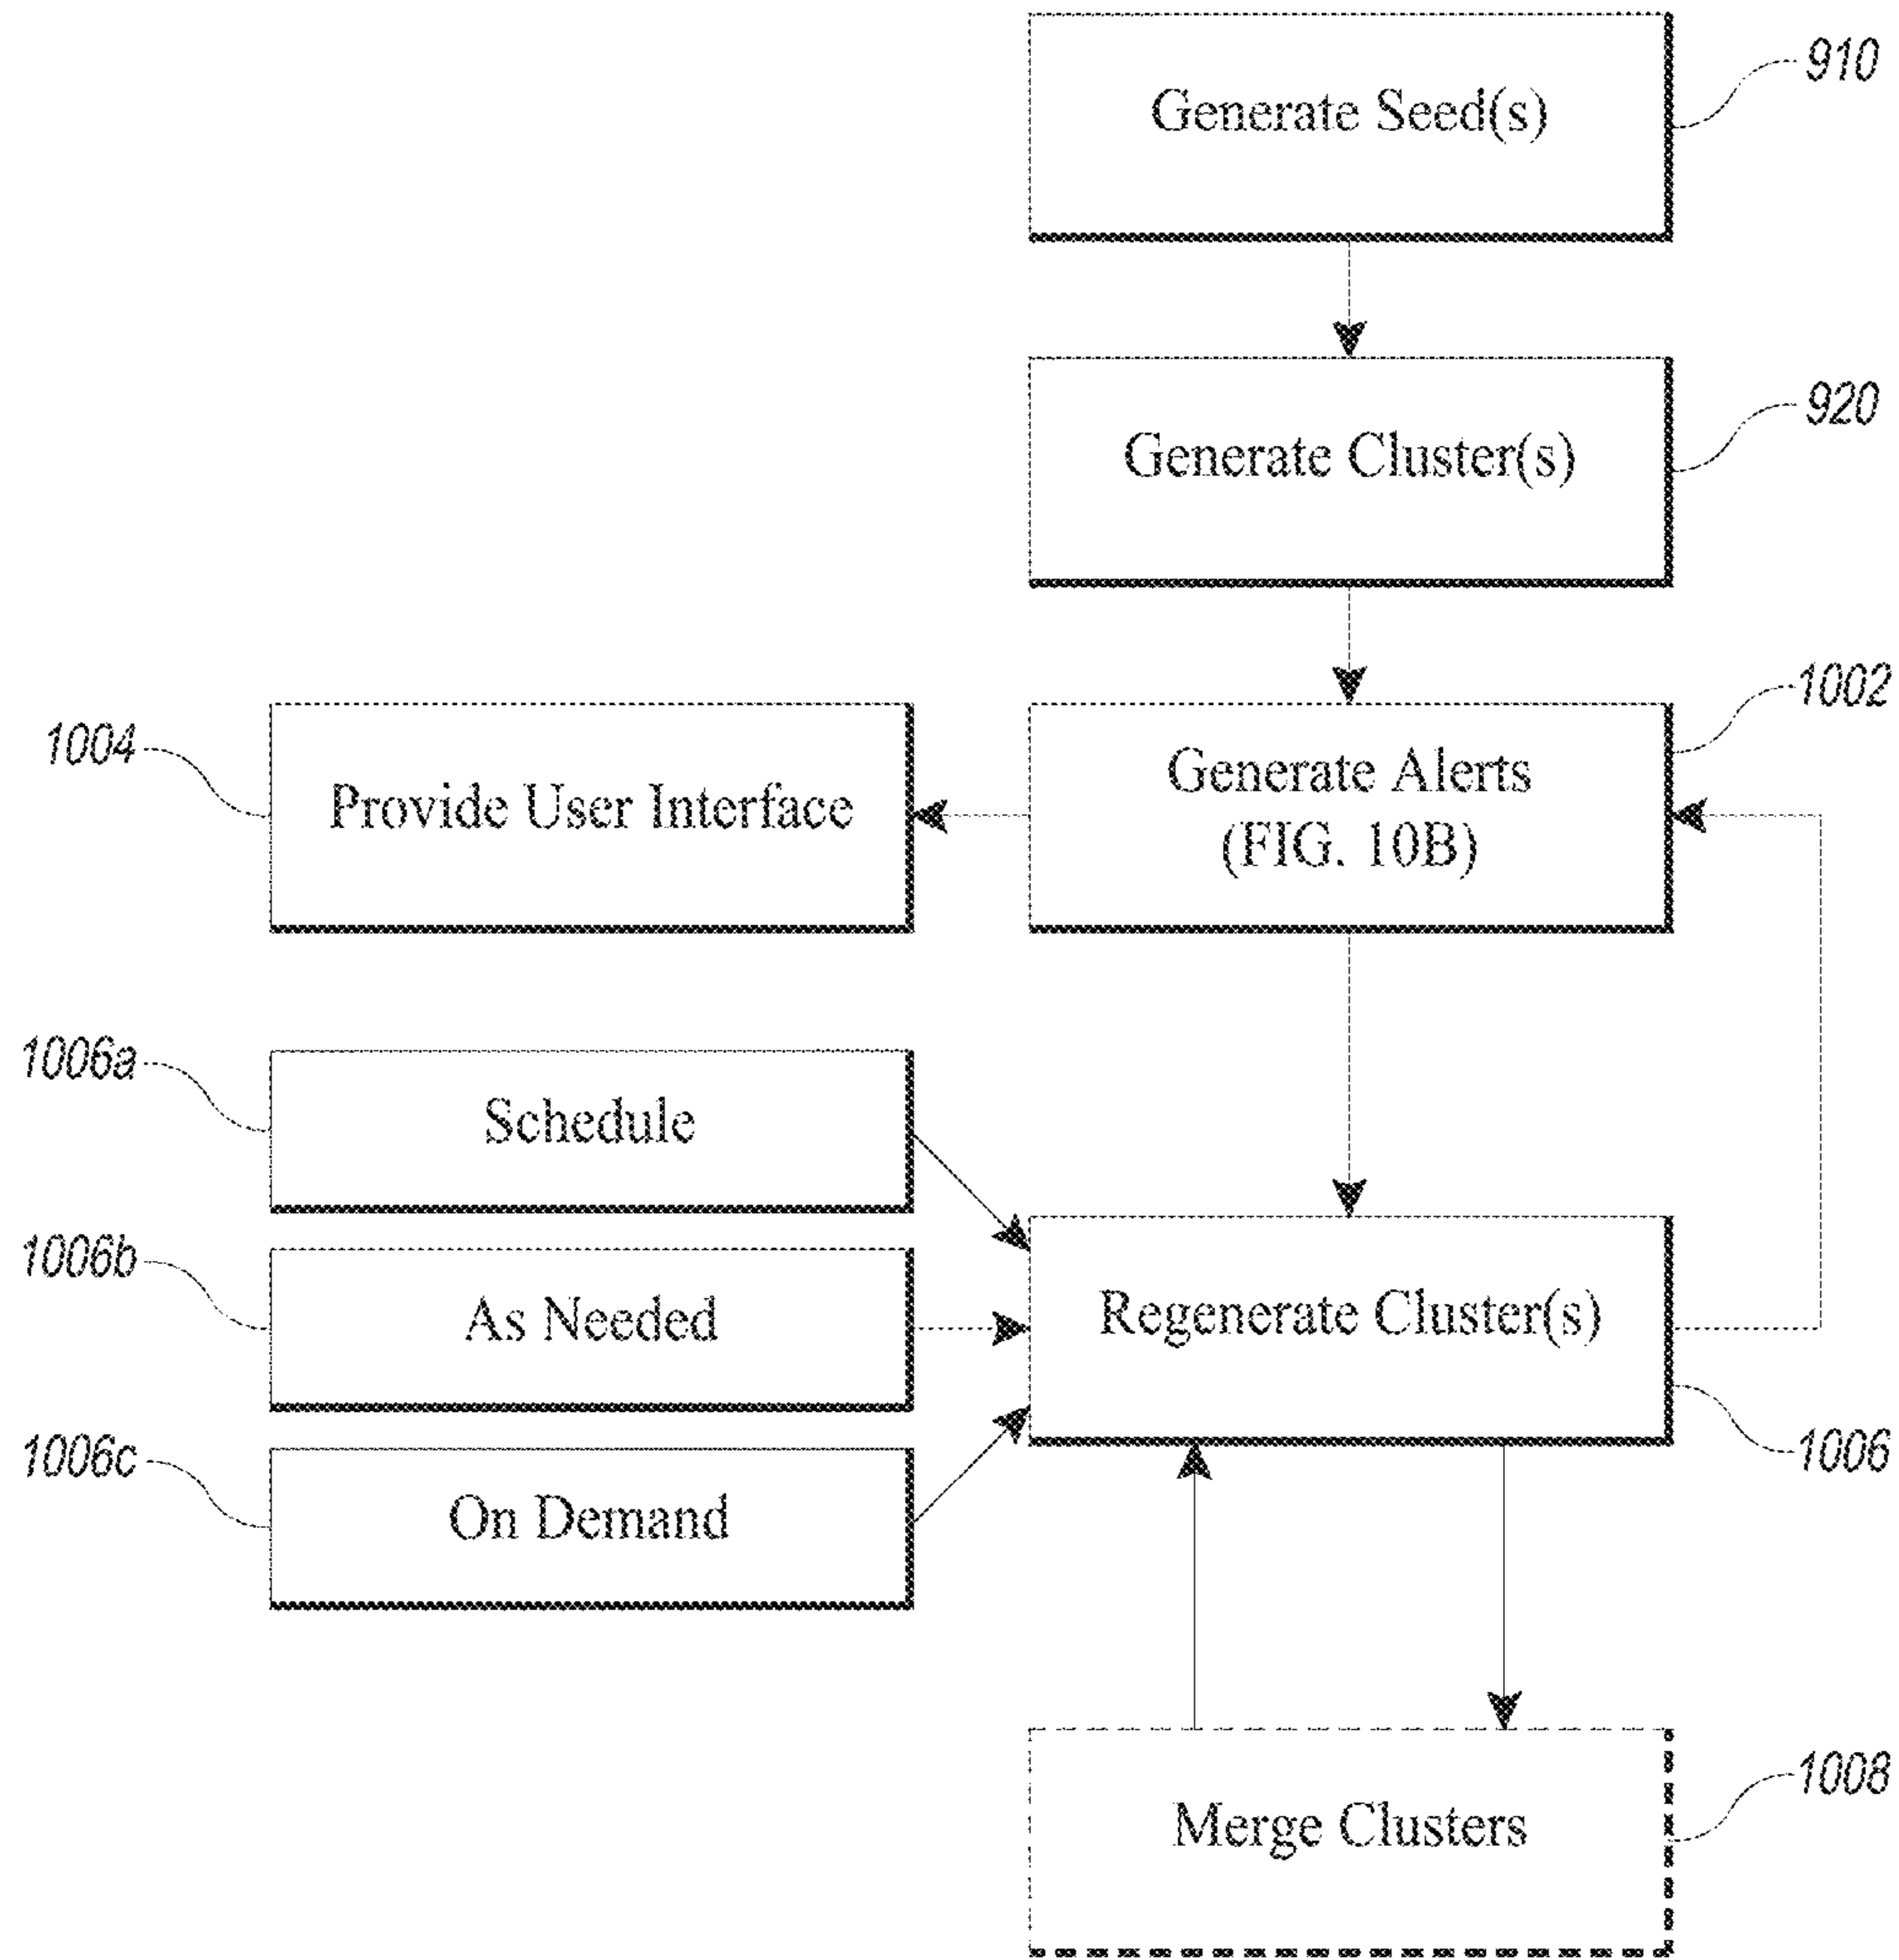 Generate Seed(s)
910
Generate Cluster(s)
920
1004
Provide User Interface
Generate Alerts
(FIG. 10B)
1002
1006a
Schedule
1006b
As Needed
1006c
On Demand
Regenerate Cluster(s)
1006
Merge Clusters
1008